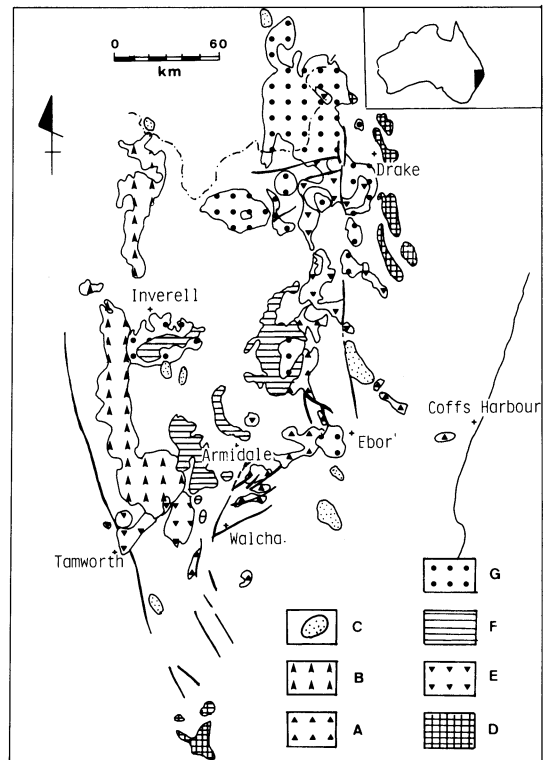 0 60
km
Drake
Inverell
Coffs Harbour
Ebor'
Armidale
Walcha.
Tamworth
G
C
F
B
E
A
D